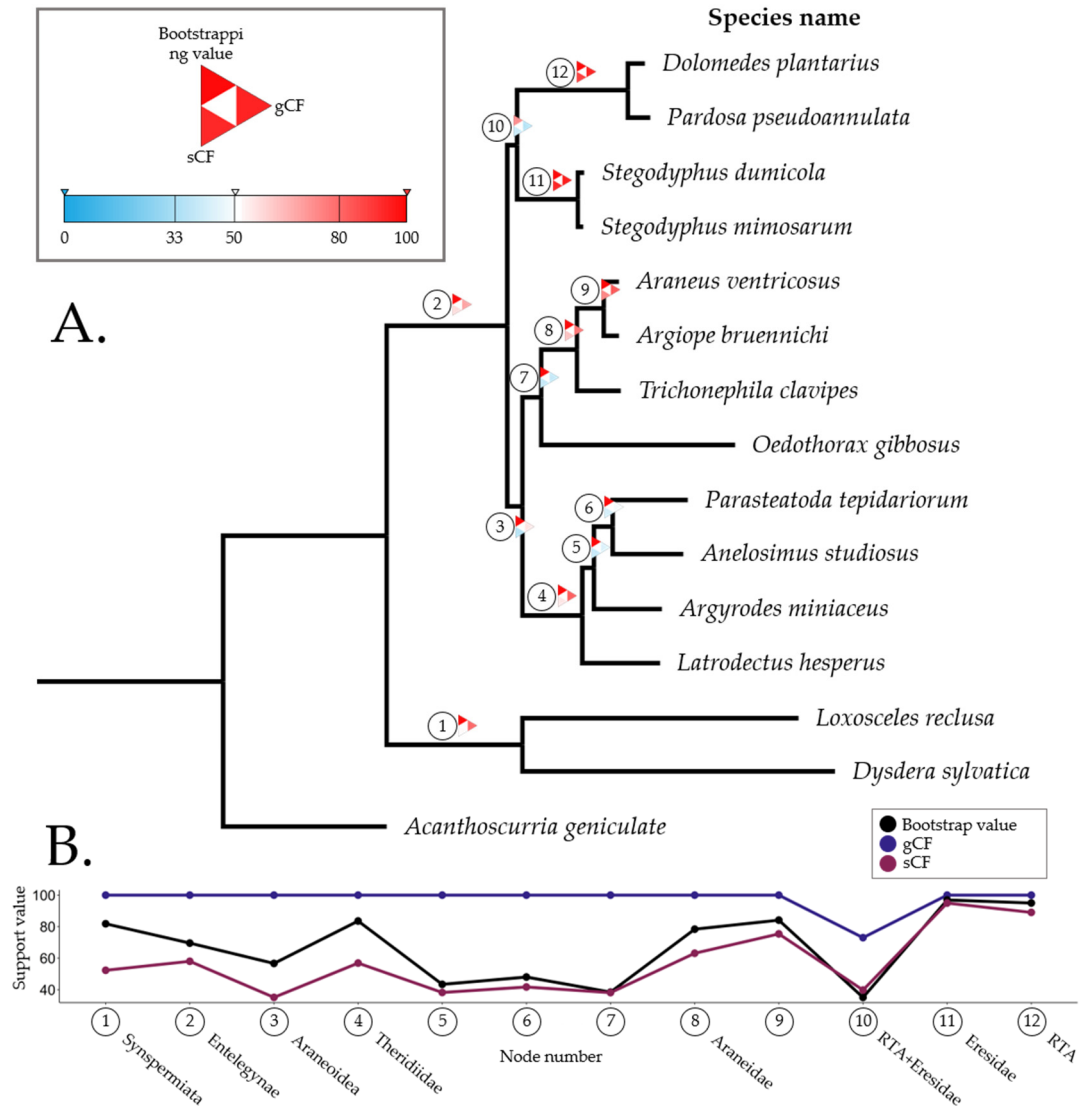 Species name
Bootstrappi
ng value
gCF
sCF
0 33 50 80 100
A.
12
Dolomedes plantarius
Pardosa pseudoannulata
10
11
Stegodyphus dumicola
Stegodyphus mimosarum
2
9
Araneus ventricosus
8
Argiope bruennichi
7
Trichonephila clavipes
Oedothorax gibbosus
6
Parasteatoda tepidariorum
3
5
Anelosimus studiosus
4
Argyrodes miniaceus
Latrodectus hesperus
1
Loxosceles reclusa
Dysdera sylvatica
Acanthoscurria geniculate
B.
Bootstrap value
gCF
sCF
Support value
100
80
60
40
1 2 3 4 5 6 7 8 9 10 11 12
Synspermiata
Entelegynae
Araneoidea
Theridiidae
Node number
Araneidae
RTA+Eresidae
Eresidae
RTA